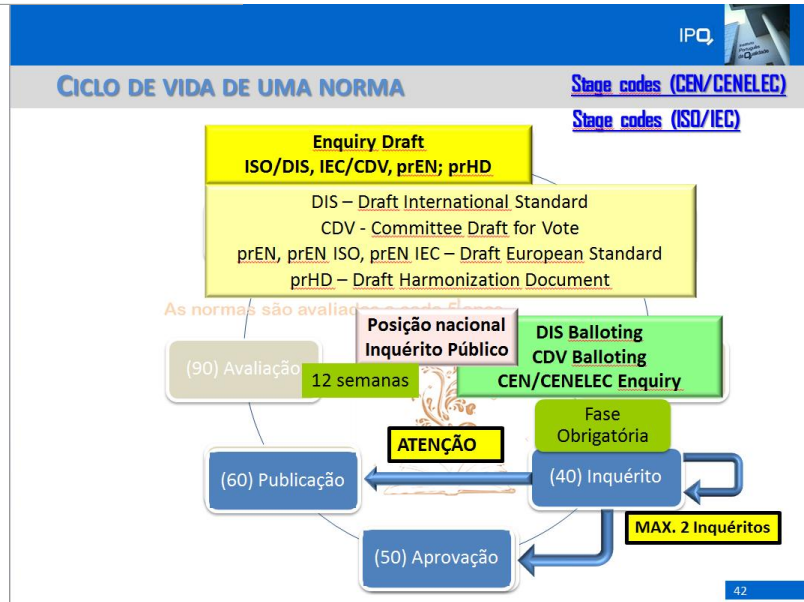 IPQ
CICLO DE VIDA DE UMA NORMA
Stage codes (CEN/CENELEC)
Stage codes (ISO/IEC)
Enquiry Draft
ISO/DIS, IEC/CDV, prEN; prHD
DIS – Draft International Standard
CDV - Committee Draft for Vote
prEN, prEN ISO, prEN IEC – Draft European Standard
prHD – Draft Harmonization Document
As normas são
Posição nacional
Inquérito Público
DIS Balloting
CDV Balloting
CEN/CENELEC Enquiry
(90) Avaliação
12 semanas
Fase
Obrigatória
ATENÇÃO
(60) Publicação
(40) Inquérito
MAX. 2 Inquéritos
(50) Aprovação
42